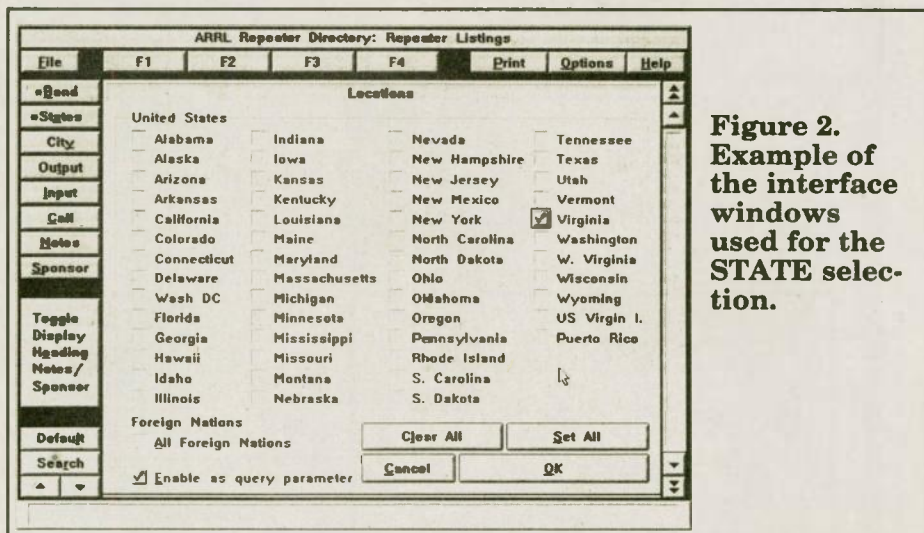 ARRL Repeater Directory: Repeater Listings
File F1 F2 F3 F4 Print Options Help
Band
States
City
Output
Input
Call
Notes
Sponsor
Toggle
Display
Heading
Notes/
Sponsor
Default
Search
Locations
United States
Alabama Indiana Nevada Tennessee
Alaska Iowa New Hampshire Texas
Arizona Kansas New Jersey Utah
Arkansas Kentucky New Mexico Vermont
California Louisiana New York Virginia
Colorado Maine North Carolina Washington
Connecticut Maryland North Dakota W. Virginia
Delaware Massachusetts Ohio Wisconsin
Wash DC Michigan Oklahoma Wyoming
Florida Minnesota Oregon US Virgin I.
Georgia Mississippi Pennsylvania Puerto Rico
Hawaii Missouri Rhode Island
Idaho Montana S. Carolina
Illinois Nebraska S. Dakota
Foreign Nations
All Foreign Nations
Clear All Set All
Enable as query parameter Cancel OK
Figure 2.
Example of
the interface
windows
used for the
STATE selec-
tion.